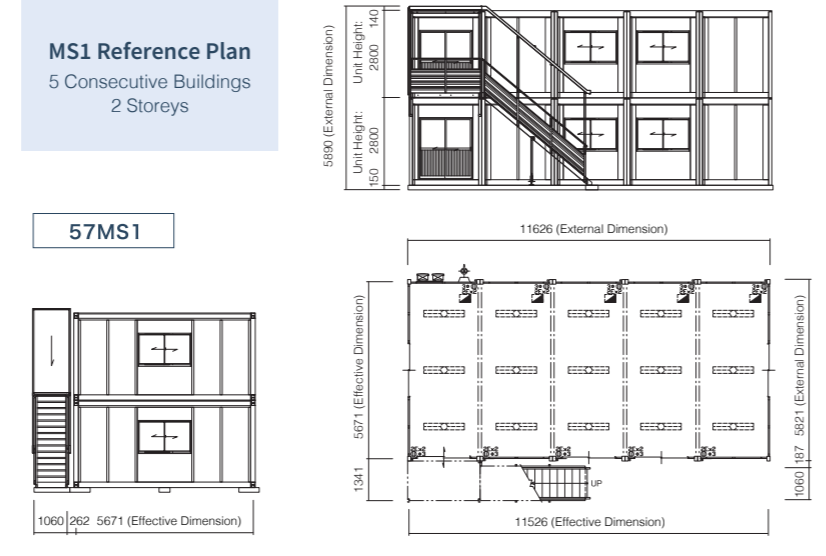 MS1 Reference Plan
5 Consecutive Buildings
2 Storeys
5890 (External Dimension)
Unit Height:
2800
140
Unit Height:
150 2800
57MS1
11626 (External Dimension)
5671 (Effective Dimension)
1341
5821 (External Dimension)
187
1060
UP
11526 (Effective Dimension)
1060 262 5671 (Effective Dimension)